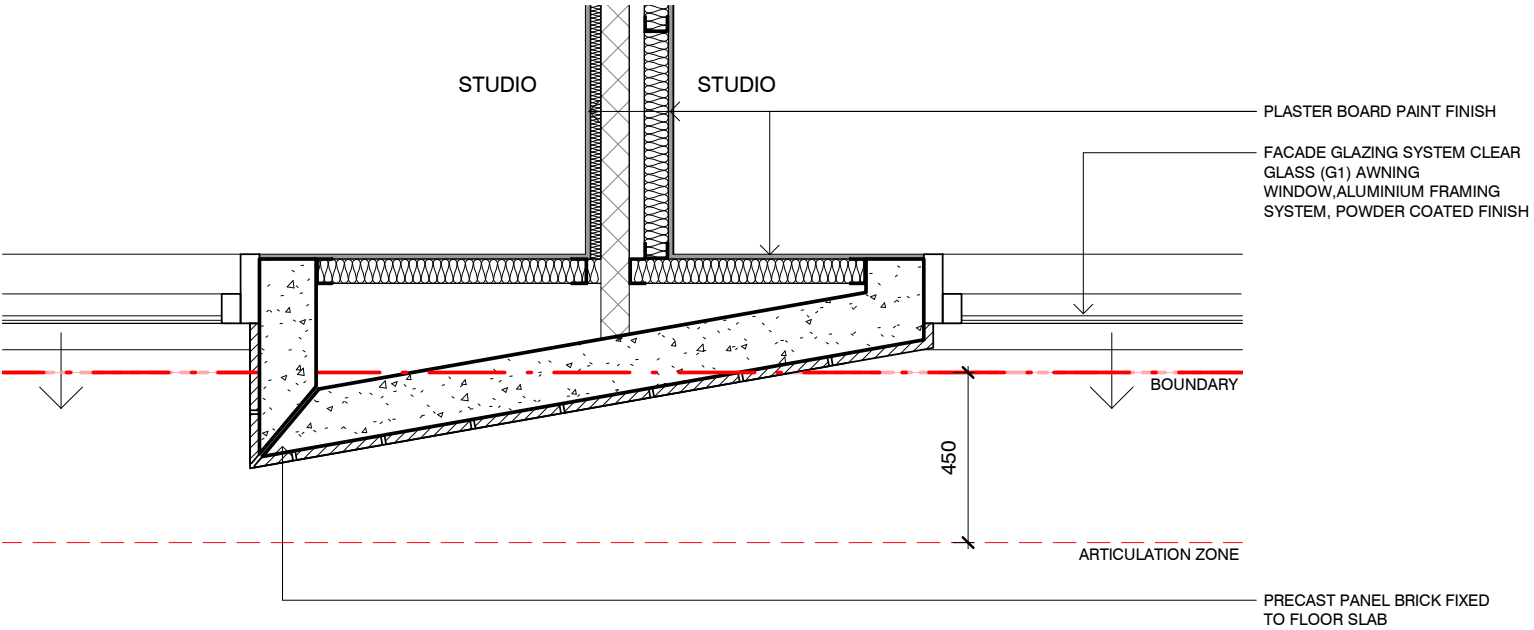 STUDIO
STUDIO
PLASTER BOARD PAINT FINISH
FACADE GLAZING SYSTEM CLEAR
GLASS (G1) AWNING
WINDOW,ALUMINIUM FRAMING
SYSTEM, POWDER COATED FINISH
BOUNDARY
450
ARTICULATION ZONE
PRECAST PANEL BRICK FIXED
TO FLOOR SLAB